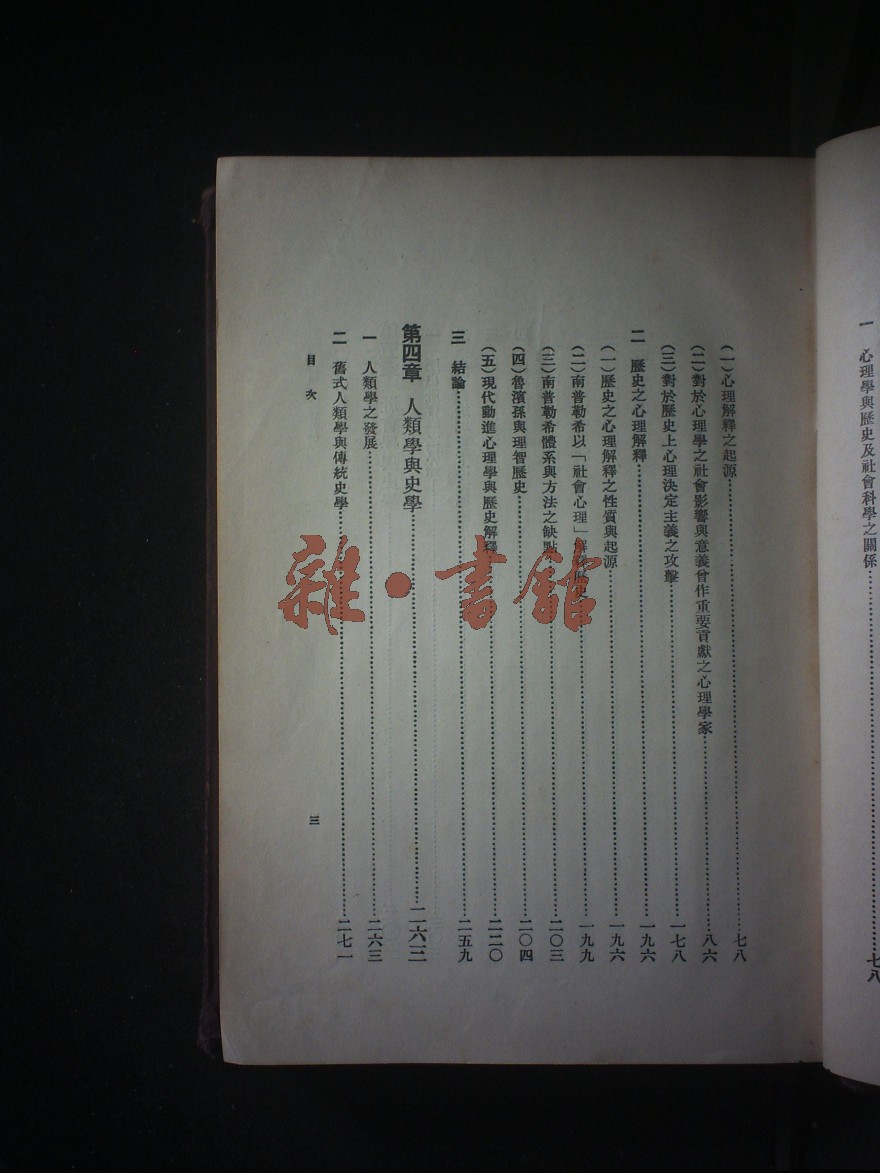 一　心理學與歷史及社會科學之關係……七八
（一）心理解釋之起源……七八
（二）對於心理學之社會影響與意義曾作重要貢獻之心理學家……八六
（三）對於歷史上心理決定主義之攻擊……一七八
二　歷史之心理解釋……一九六
（一）歷史之心理解釋之性質與起源……一九六
（二）南普勒希以「社會心理」解釋歷史……一九九
（三）南普勒希體系與方法之缺點……二〇三
（四）魯濱孫與理智歷史……二〇四
（五）現代動進心理學與歷史解釋……二二〇
三　結論……二五九
第四章　人類學與史學……二六三
一　人類學之發展……二六三
二　舊式人類學與傳統史學……二七一
目次　三
雜·書館